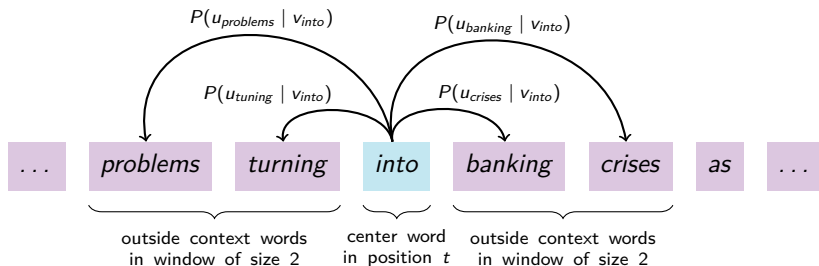 P(u_problems | v_into) P(u_banking | v_into)
P(u_tuning | v_into) P(u_crises | v_into)
... problems turning into banking crises as ...
outside context words center word outside context words
in window of size 2 in position t in window of size 2